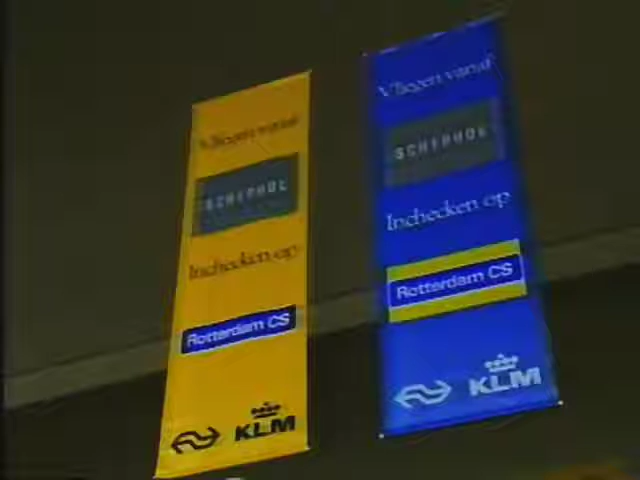 Vliegen vanaf
SCHIPHOL
Inchecken op
Rotterdam CS
KLM
Vliegen vanaf
SCHIPHOL
Inchecken op
Rotterdam CS
KLM